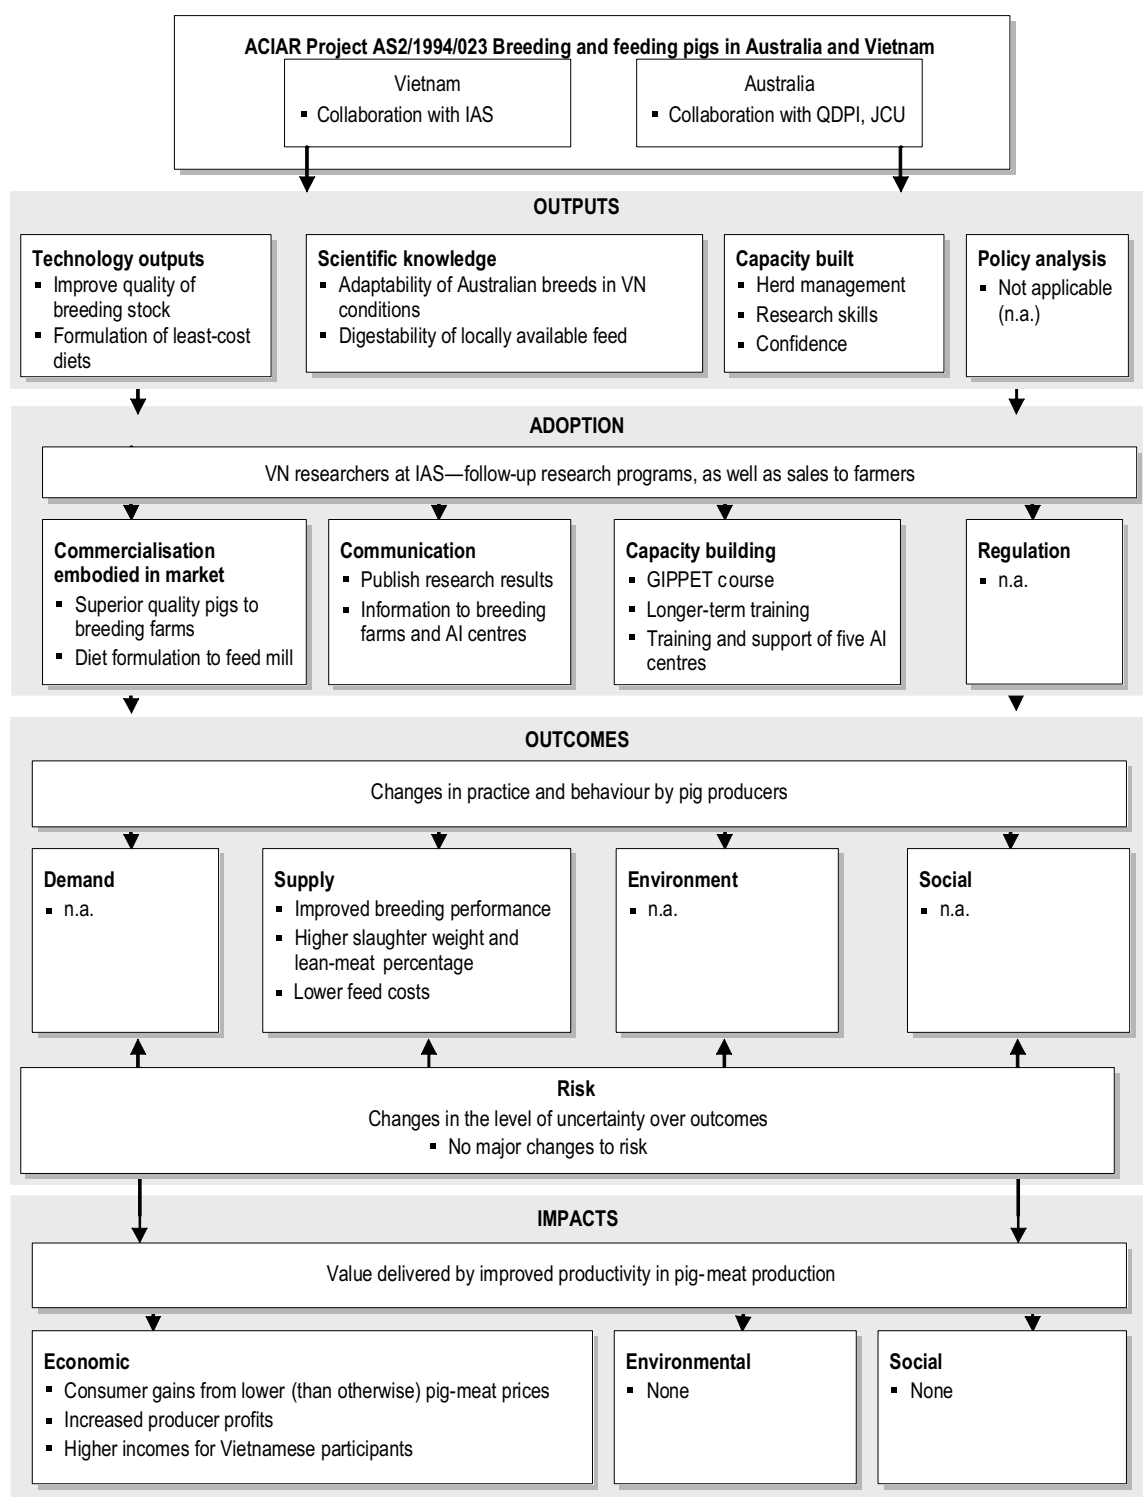 ACIAR Project AS2/1994/023 Breeding and feeding pigs in Australia and Vietnam
Vietnam
▪ Collaboration with IAS
Australia
▪ Collaboration with QDPI, JCU
OUTPUTS
Technology outputs
▪ Improve quality of
breeding stock
▪ Formulation of least-cost
diets
Scientific knowledge
▪ Adaptability of Australian breeds in VN
conditions
▪ Digestability of locally available feed
Capacity built
▪ Herd management
▪ Research skills
▪ Confidence
Policy analysis
▪ Not applicable
(n.a.)
ADOPTION
VN researchers at IAS—follow-up research programs, as well as sales to farmers
Commercialisation
embodied in market
▪ Superior quality pigs to
breeding farms
▪ Diet formulation to feed mill
Communication
▪ Publish research results
▪ Information to breeding
farms and AI centres
Capacity building
▪ GIPPET course
▪ Longer-term training
▪ Training and support of five AI
centres
Regulation
▪ n.a.
OUTCOMES
Changes in practice and behaviour by pig producers
Demand
▪ n.a.
Supply
▪ Improved breeding performance
▪ Higher slaughter weight and
lean-meat percentage
▪ Lower feed costs
Environment
▪ n.a.
Social
▪ n.a.
Risk
Changes in the level of uncertainty over outcomes
▪ No major changes to risk
IMPACTS
Value delivered by improved productivity in pig-meat production
Economic
▪ Consumer gains from lower (than otherwise) pig-meat prices
▪ Increased producer profits
▪ Higher incomes for Vietnamese participants
Environmental
▪ None
Social
▪ None